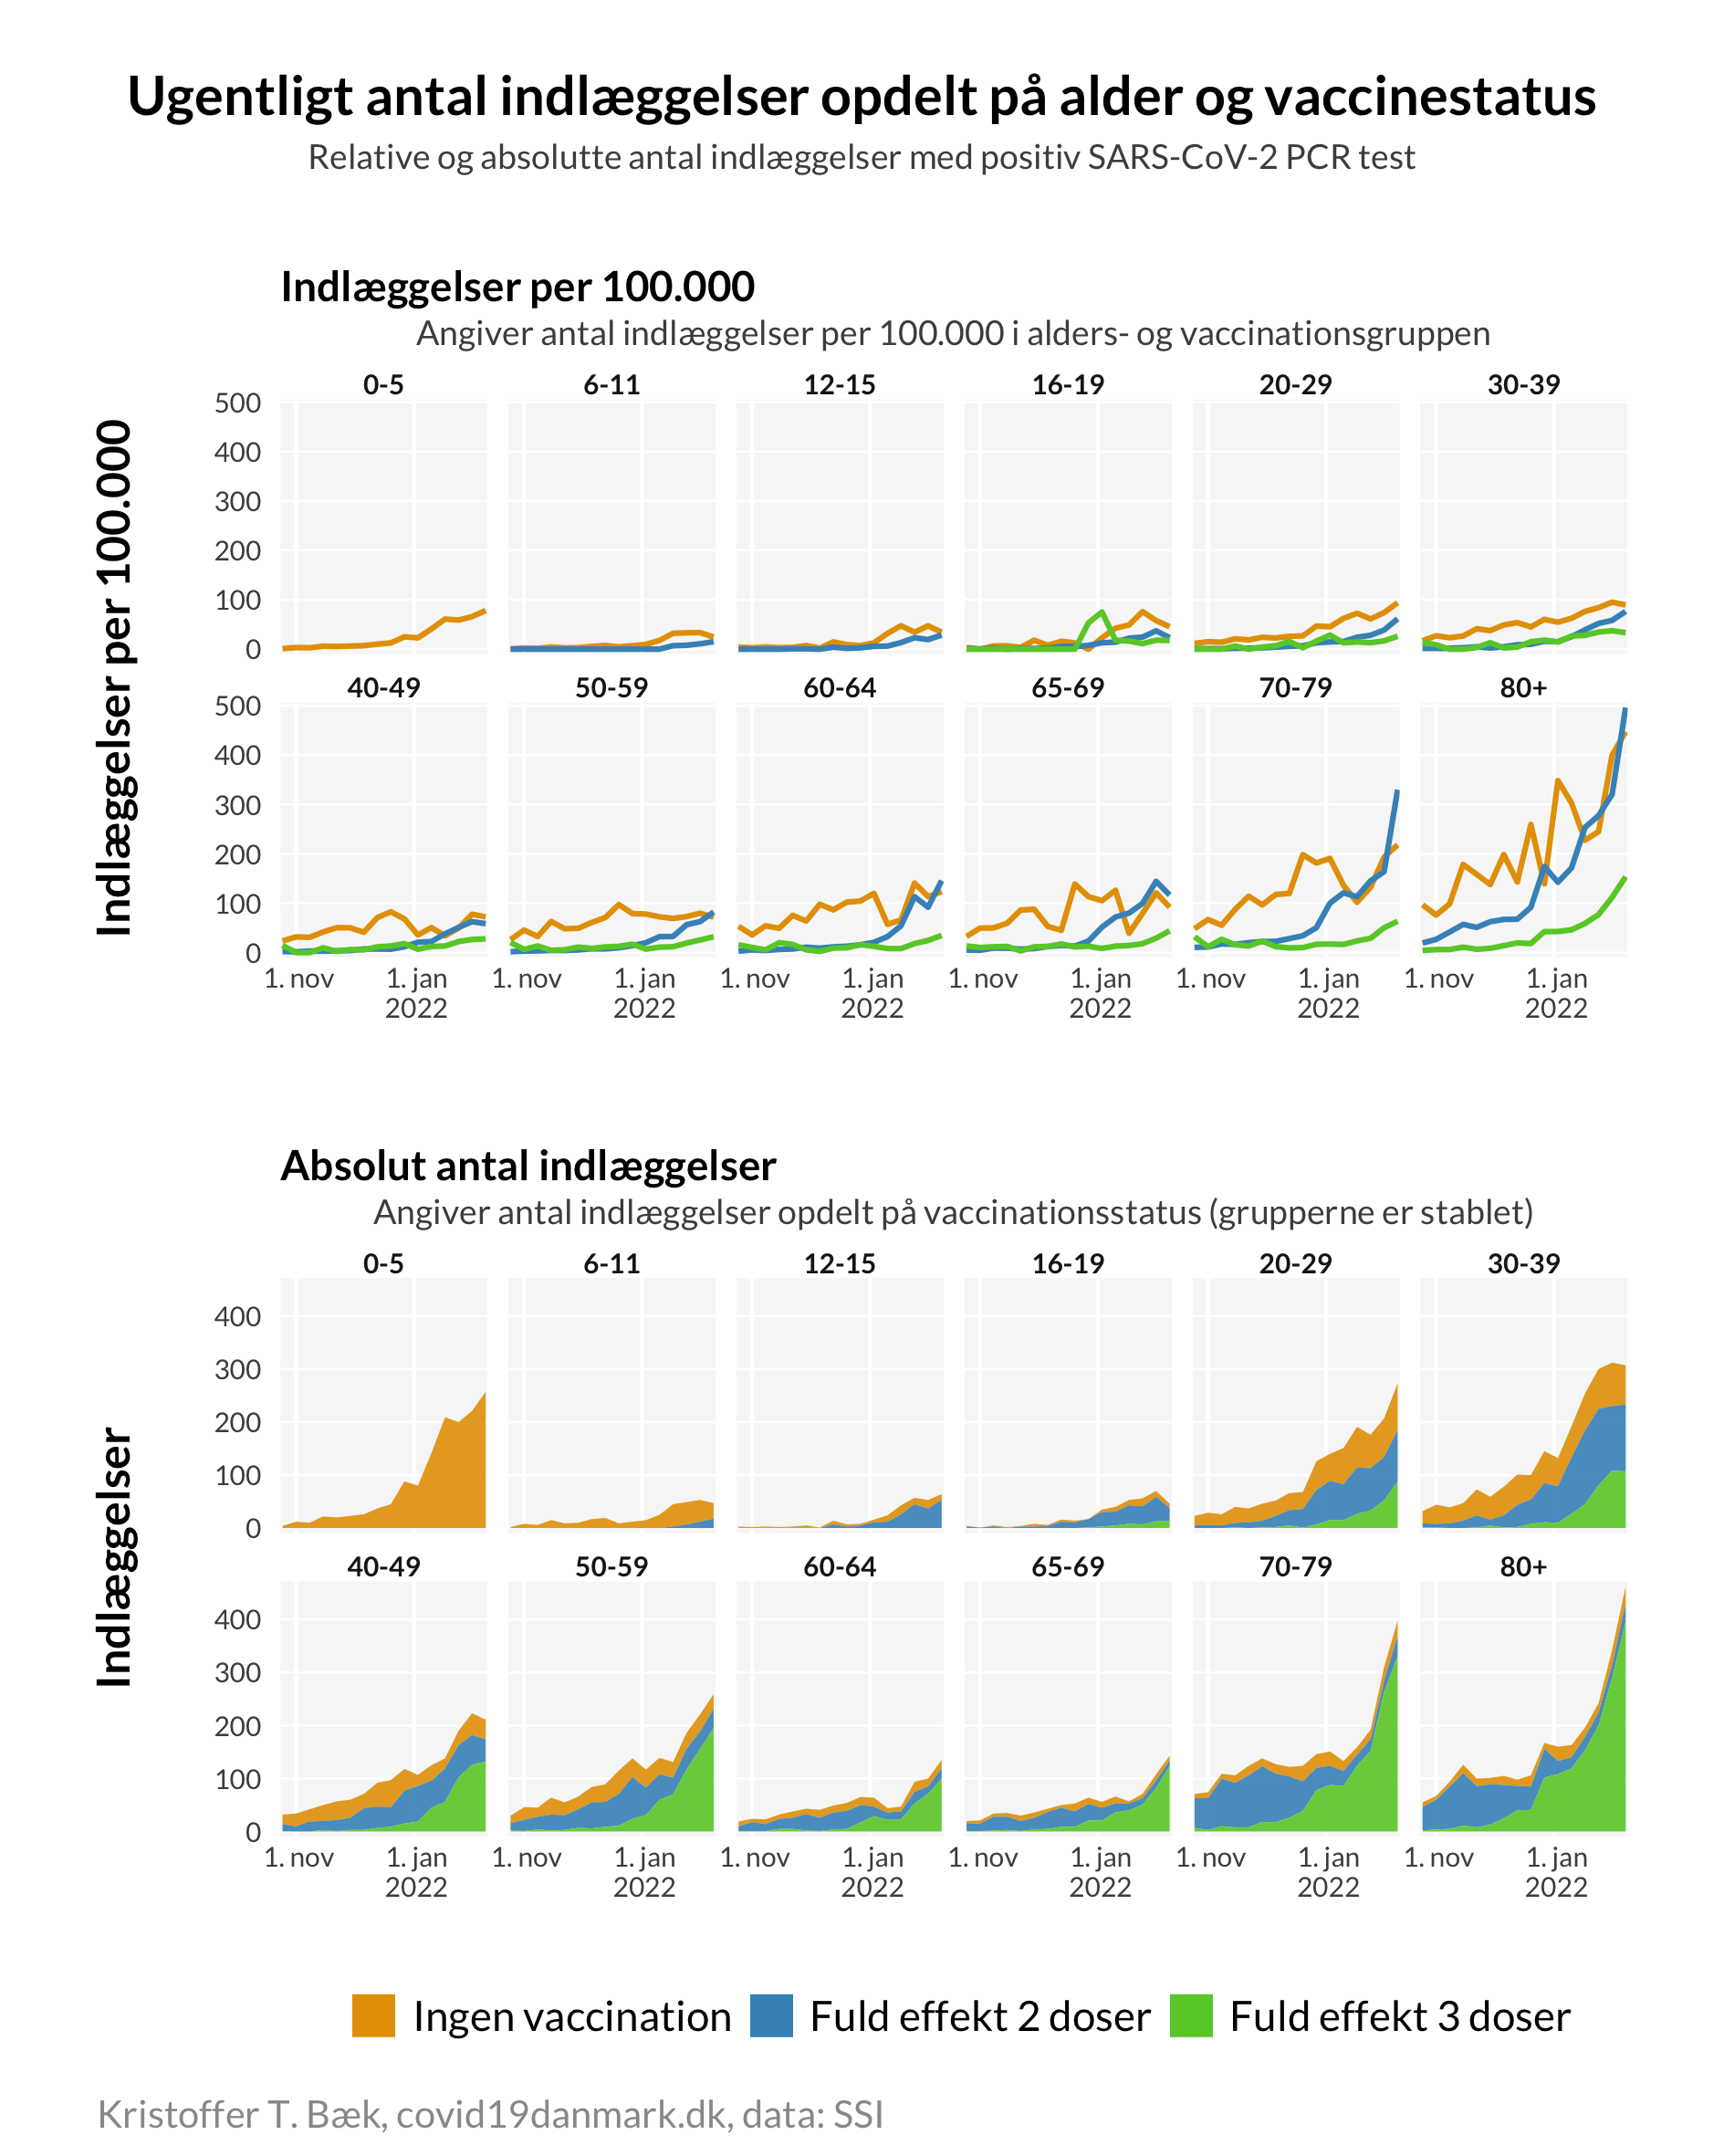 Ugentligt antal indlæggelser opdelt på alder og vaccinestatus
Relative og absolutte antal indlæggelser med positiv SARS-CoV-2 PCR test
Indlæggelser per 100.000
Angiver antal indlæggelser per 100.000 i alders- og vaccinationsgruppen
Indlæggelser per 100.000
0-5 6-11 12-15 16-19 20-29 30-39
500
400
300
200
100
0
40-49 50-59 60-64 65-69 70-79 80+
500
400
300
200
100
0
1. nov 1. jan 1. nov 1. jan 1. nov 1. jan 1. nov 1. jan 1. nov 1. jan 1. nov 1. jan
2022 2022 2022 2022 2022 2022
Absolut antal indlæggelser
Angiver antal indlæggelser opdelt på vaccinationsstatus (grupperne er stablet)
Indlæggelser
0-5 6-11 12-15 16-19 20-29 30-39
400
300
200
100
0
40-49 50-59 60-64 65-69 70-79 80+
400
300
200
100
0
1. nov 1. jan 1. nov 1. jan 1. nov 1. jan 1. nov 1. jan 1. nov 1. jan 1. nov 1. jan
2022 2022 2022 2022 2022 2022
Ingen vaccination Fuld effekt 2 doser Fuld effekt 3 doser
Kristoffer T. Bæk, covid19danmark.dk, data: SSI